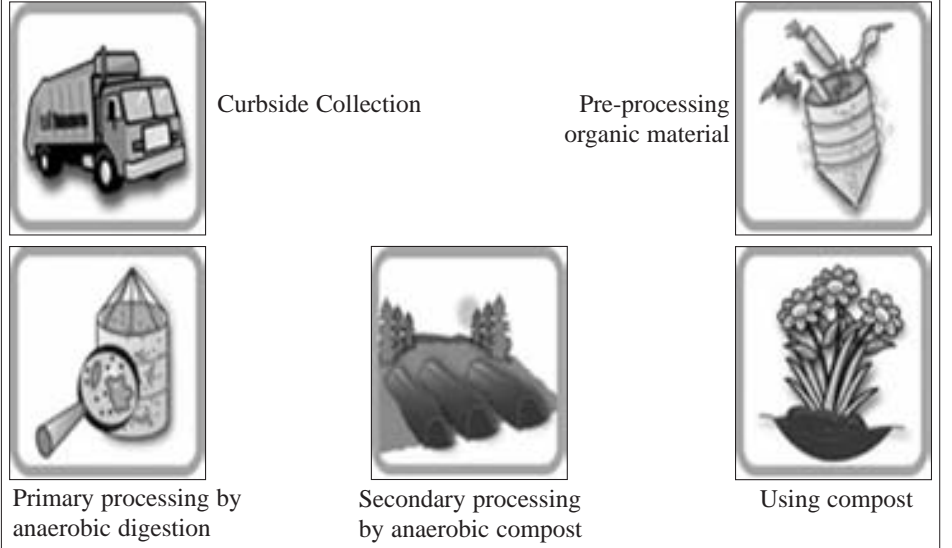 Curbside Collection
Pre-processing
organic material
Primary processing by
anaerobic digestion
Secondary processing
by anaerobic compost
Using compost